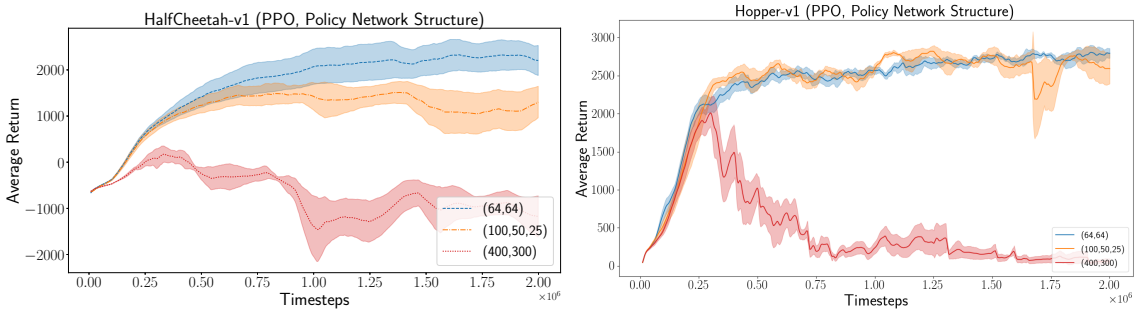 HalfCheetah-v1 (PPO, Policy Network Structure)
Average Return
2000
1000
0
−1000
−2000
0.00 0.25 0.50 0.75 1.00 1.25 1.50 1.75 2.00
×10⁶
Timesteps
(64,64)
(100,50,25)
(400,300)
Hopper-v1 (PPO, Policy Network Structure)
Average Return
3000
2500
2000
1500
1000
500
0
0.00 0.25 0.50 0.75 1.00 1.25 1.50 1.75 2.00
×10⁶
Timesteps
(64,64)
(100,50,25)
(400,300)